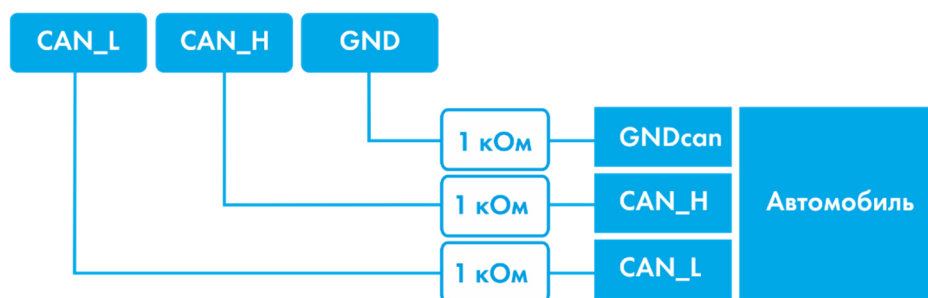 CAN_L
CAN_H
GND
1 кОм
GNDcan
1 кОм
CAN_H
Автомобиль
1 кОм
CAN_L